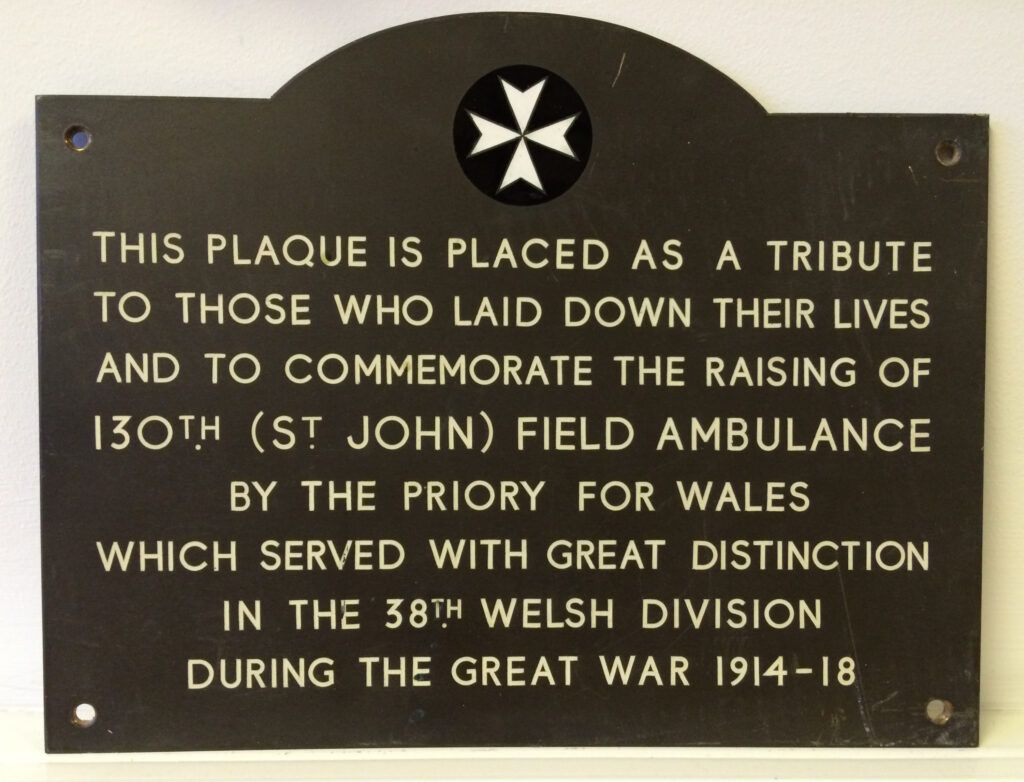 THIS PLAQUE IS PLACED AS A TRIBUTE
TO THOSE WHO LAID DOWN THEIR LIVES
AND TO COMMEMORATE THE RAISING OF
130TH (ST JOHN) FIELD AMBULANCE
BY THE PRIORY FOR WALES
WHICH SERVED WITH GREAT DISTINCTION
IN THE 38TH WELSH DIVISION
DURING THE GREAT WAR 1914-18